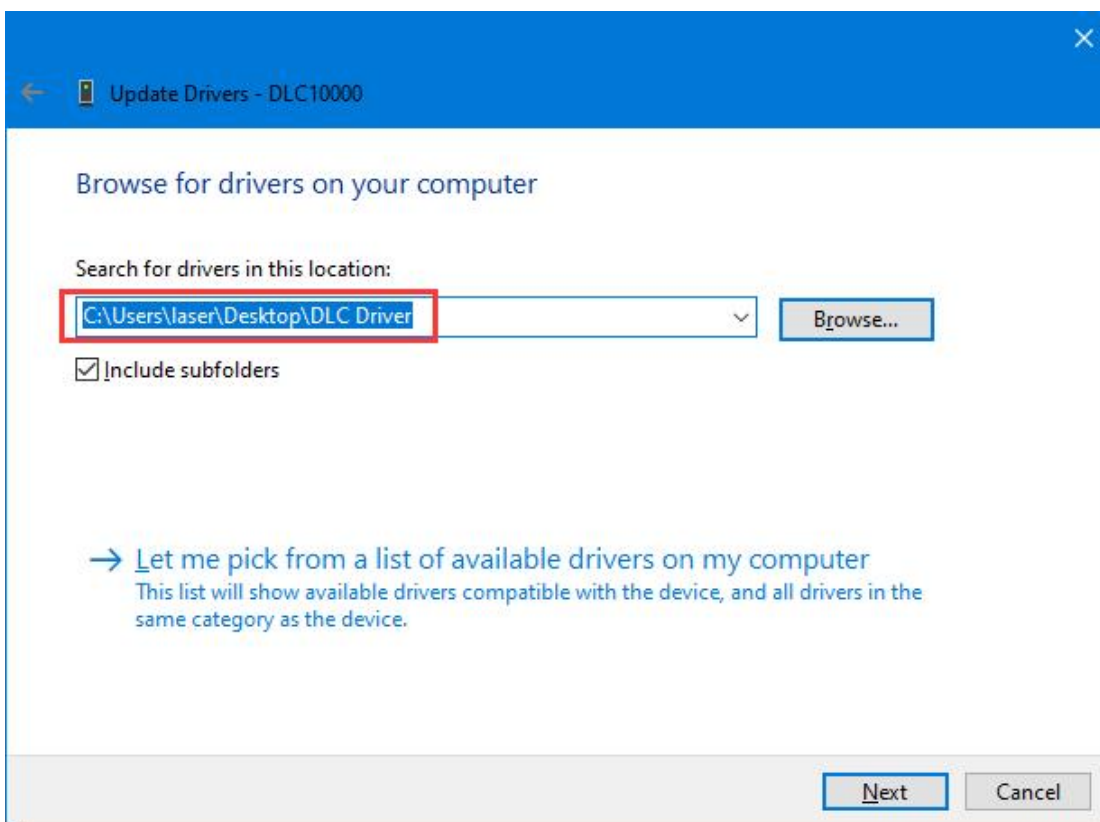 Update Drivers - DLC10000
Browse for drivers on your computer
Search for drivers in this location:
C:\Users\laser\Desktop\DLC Driver
Browse...
Include subfolders
Let me pick from a list of available drivers on my computer
This list will show available drivers compatible with the device, and all drivers in the
same category as the device.
Next
Cancel